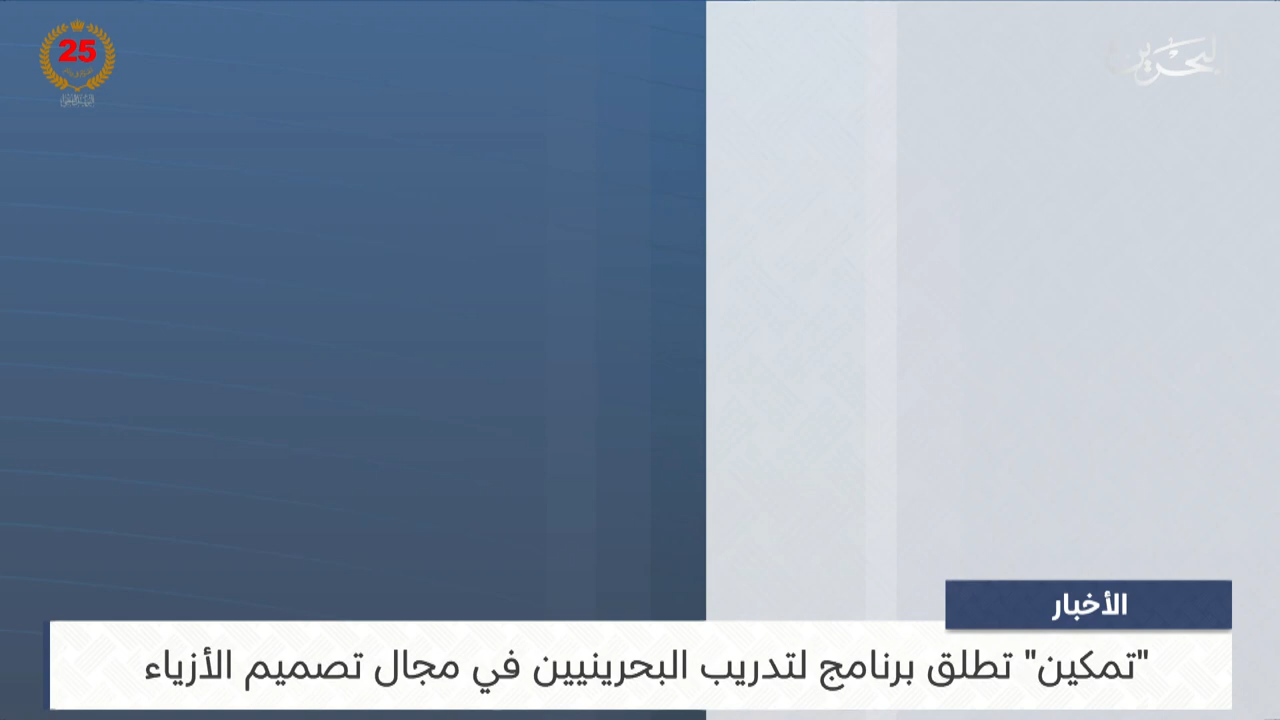 25
البحرين
الأخبار
"تمكين" تطلق برنامج لتدريب البحرينيين في مجال تصميم الأزياء